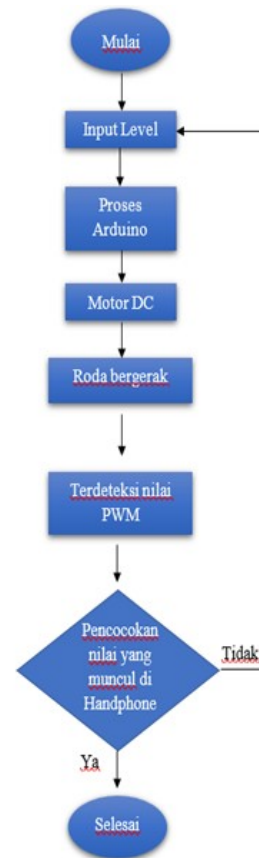 Mulai
Input Level
Proses
Arduino
Motor DC
Roda bergerak
Terdeteksi nilai
PWM
Pencocokan
nilai yang
muncul di
Handphone
Tidak
Ya
Selesai